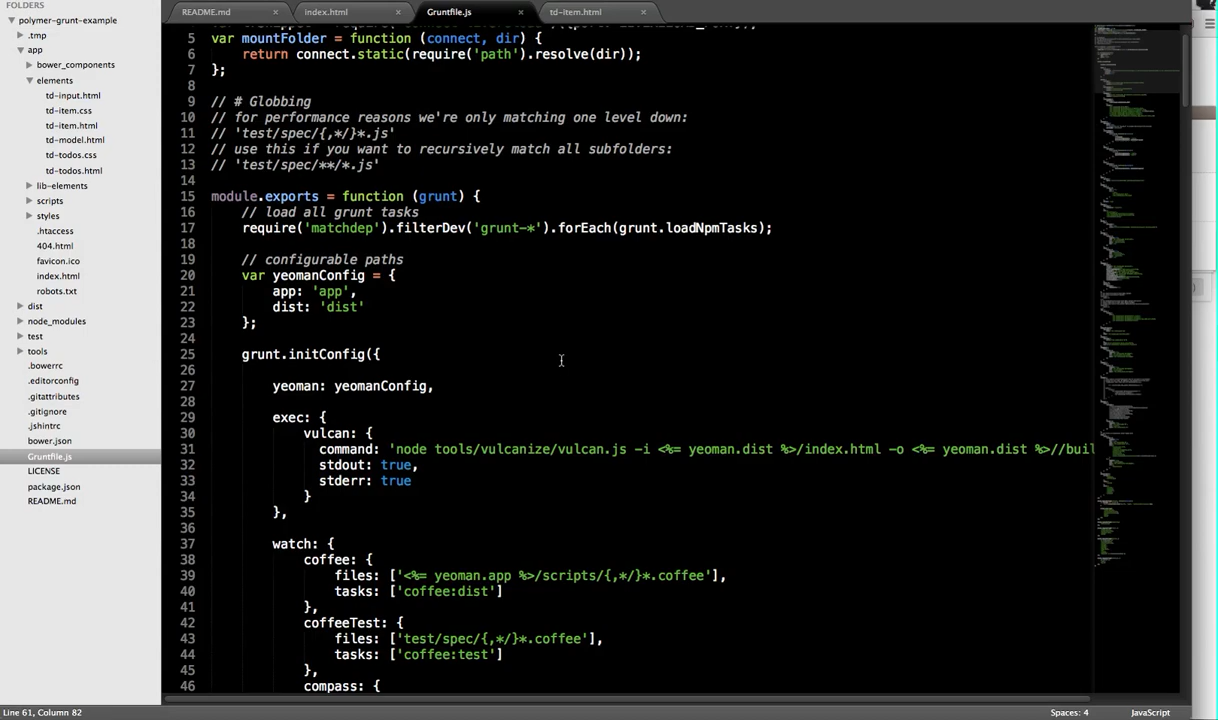 FOLDERS
polymer-grunt-example
.tmp
app
bower_components
elements
td-input.html
td-item.css
td-item.html
td-model.html
td-todos.css
td-todos.html
lib-elements
scripts
styles
.htaccess
404.html
favicon.ico
index.html
robots.txt
dist
node_modules
test
tools
.bowerrc
.editorconfig
.gitattributes
.gitignore
.jshintrc
bower.json
Gruntfile.js
LICENSE
package.json
README.md
README.md × index.html × Gruntfile.js × td-item.html ×
5 var mountFolder = function (connect, dir) {
6     return connect.static(require('path').resolve(dir));
7 };
8
9 // # Globbing
10 // for performance reasons we're only matching one level down:
11 // 'test/spec/{,*/}*.js'
12 // use this if you want to recursively match all subfolders:
13 // 'test/spec/**/*.js'
14
15 module.exports = function (grunt) {
16     // load all grunt tasks
17     require('matchdep').filterDev('grunt-*').forEach(grunt.loadNpmTasks);
18
19     // configurable paths
20     var yeomanConfig = {
21         app: 'app',
22         dist: 'dist'
23     };
24
25     grunt.initConfig({
26
27         yeoman: yeomanConfig,
28
29         exec: {
30             vulcan: {
31               command: 'node tools/vulcanize/vulcan.js -i <%= yeoman.dist %>/index.html -o <%= yeoman.dist %>//buil
32               stdout: true,
33               stderr: true
34             }
35         },
36
37         watch: {
38             coffee: {
39                 files: ['<%= yeoman.app %>/scripts/{,*/}*.coffee'],
40                 tasks: ['coffee:dist']
41             },
42             coffeeTest: {
43                 files: ['test/spec/{,*/}*.coffee'],
44                 tasks: ['coffee:test']
45             },
46             compass: {
Line 61, Column 82
Spaces: 4
JavaScript